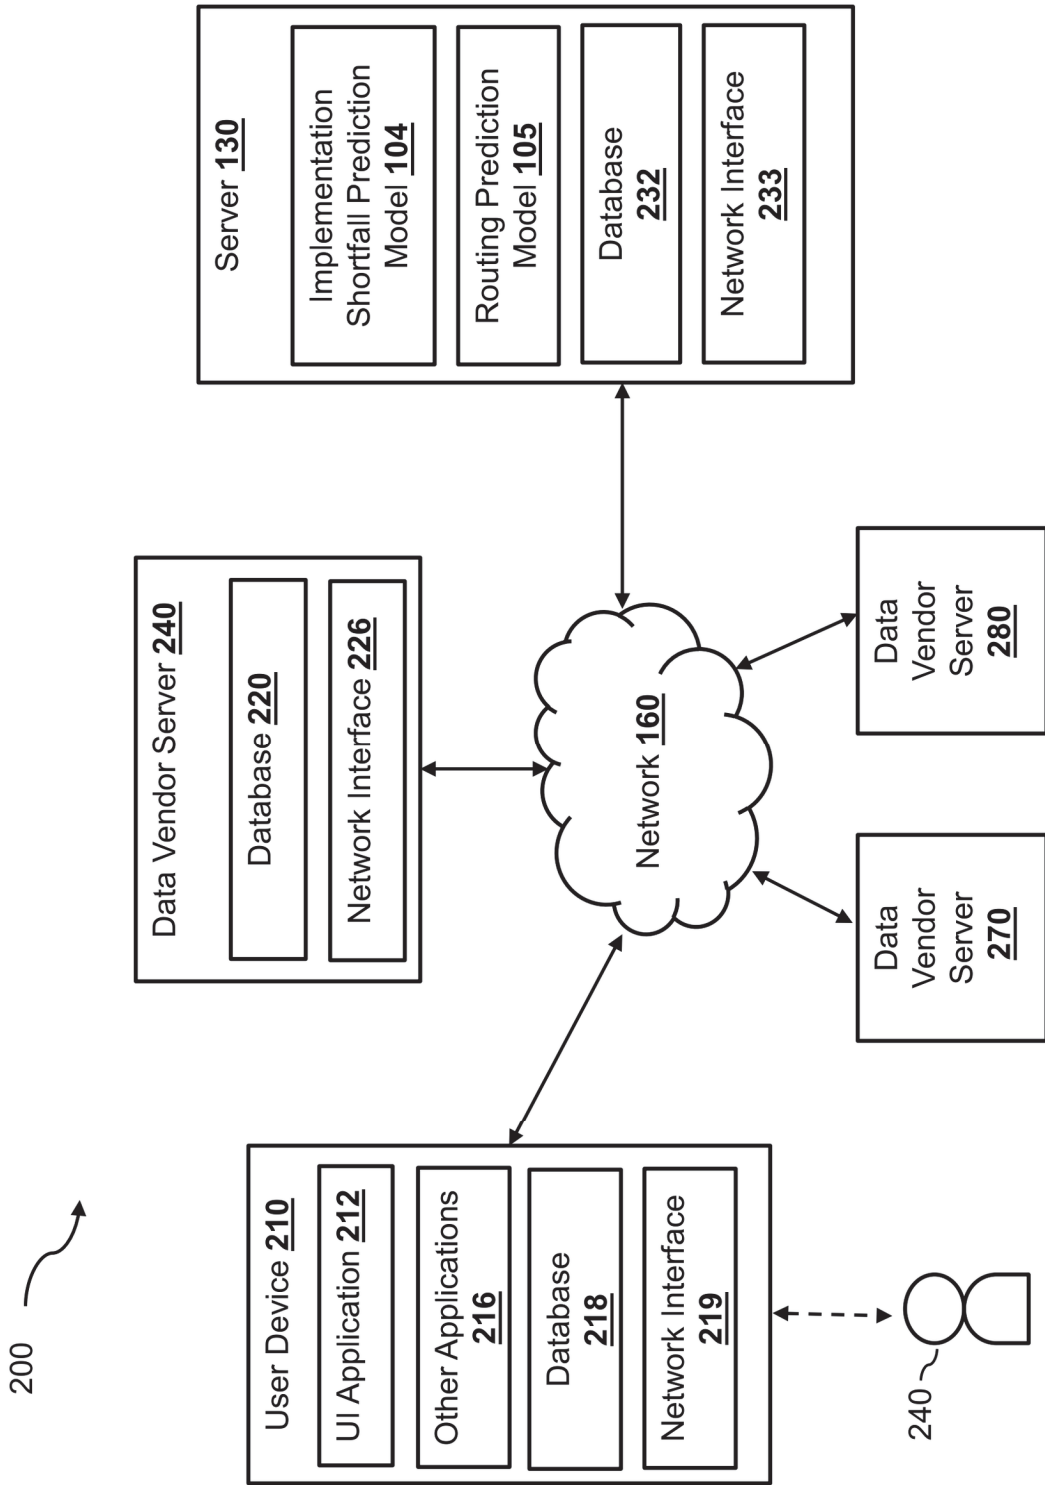 200
User Device 210
UI Application 212
Other Applications
216
Database
218
Network Interface
219
240
Data Vendor Server 240
Database 220
Network Interface 226
Network 160
Data
Vendor
Server
270
Data
Vendor
Server
280
Server 130
Implementation
Shortfall Prediction
Model 104
Routing Prediction
Model 105
Database
232
Network Interface
233